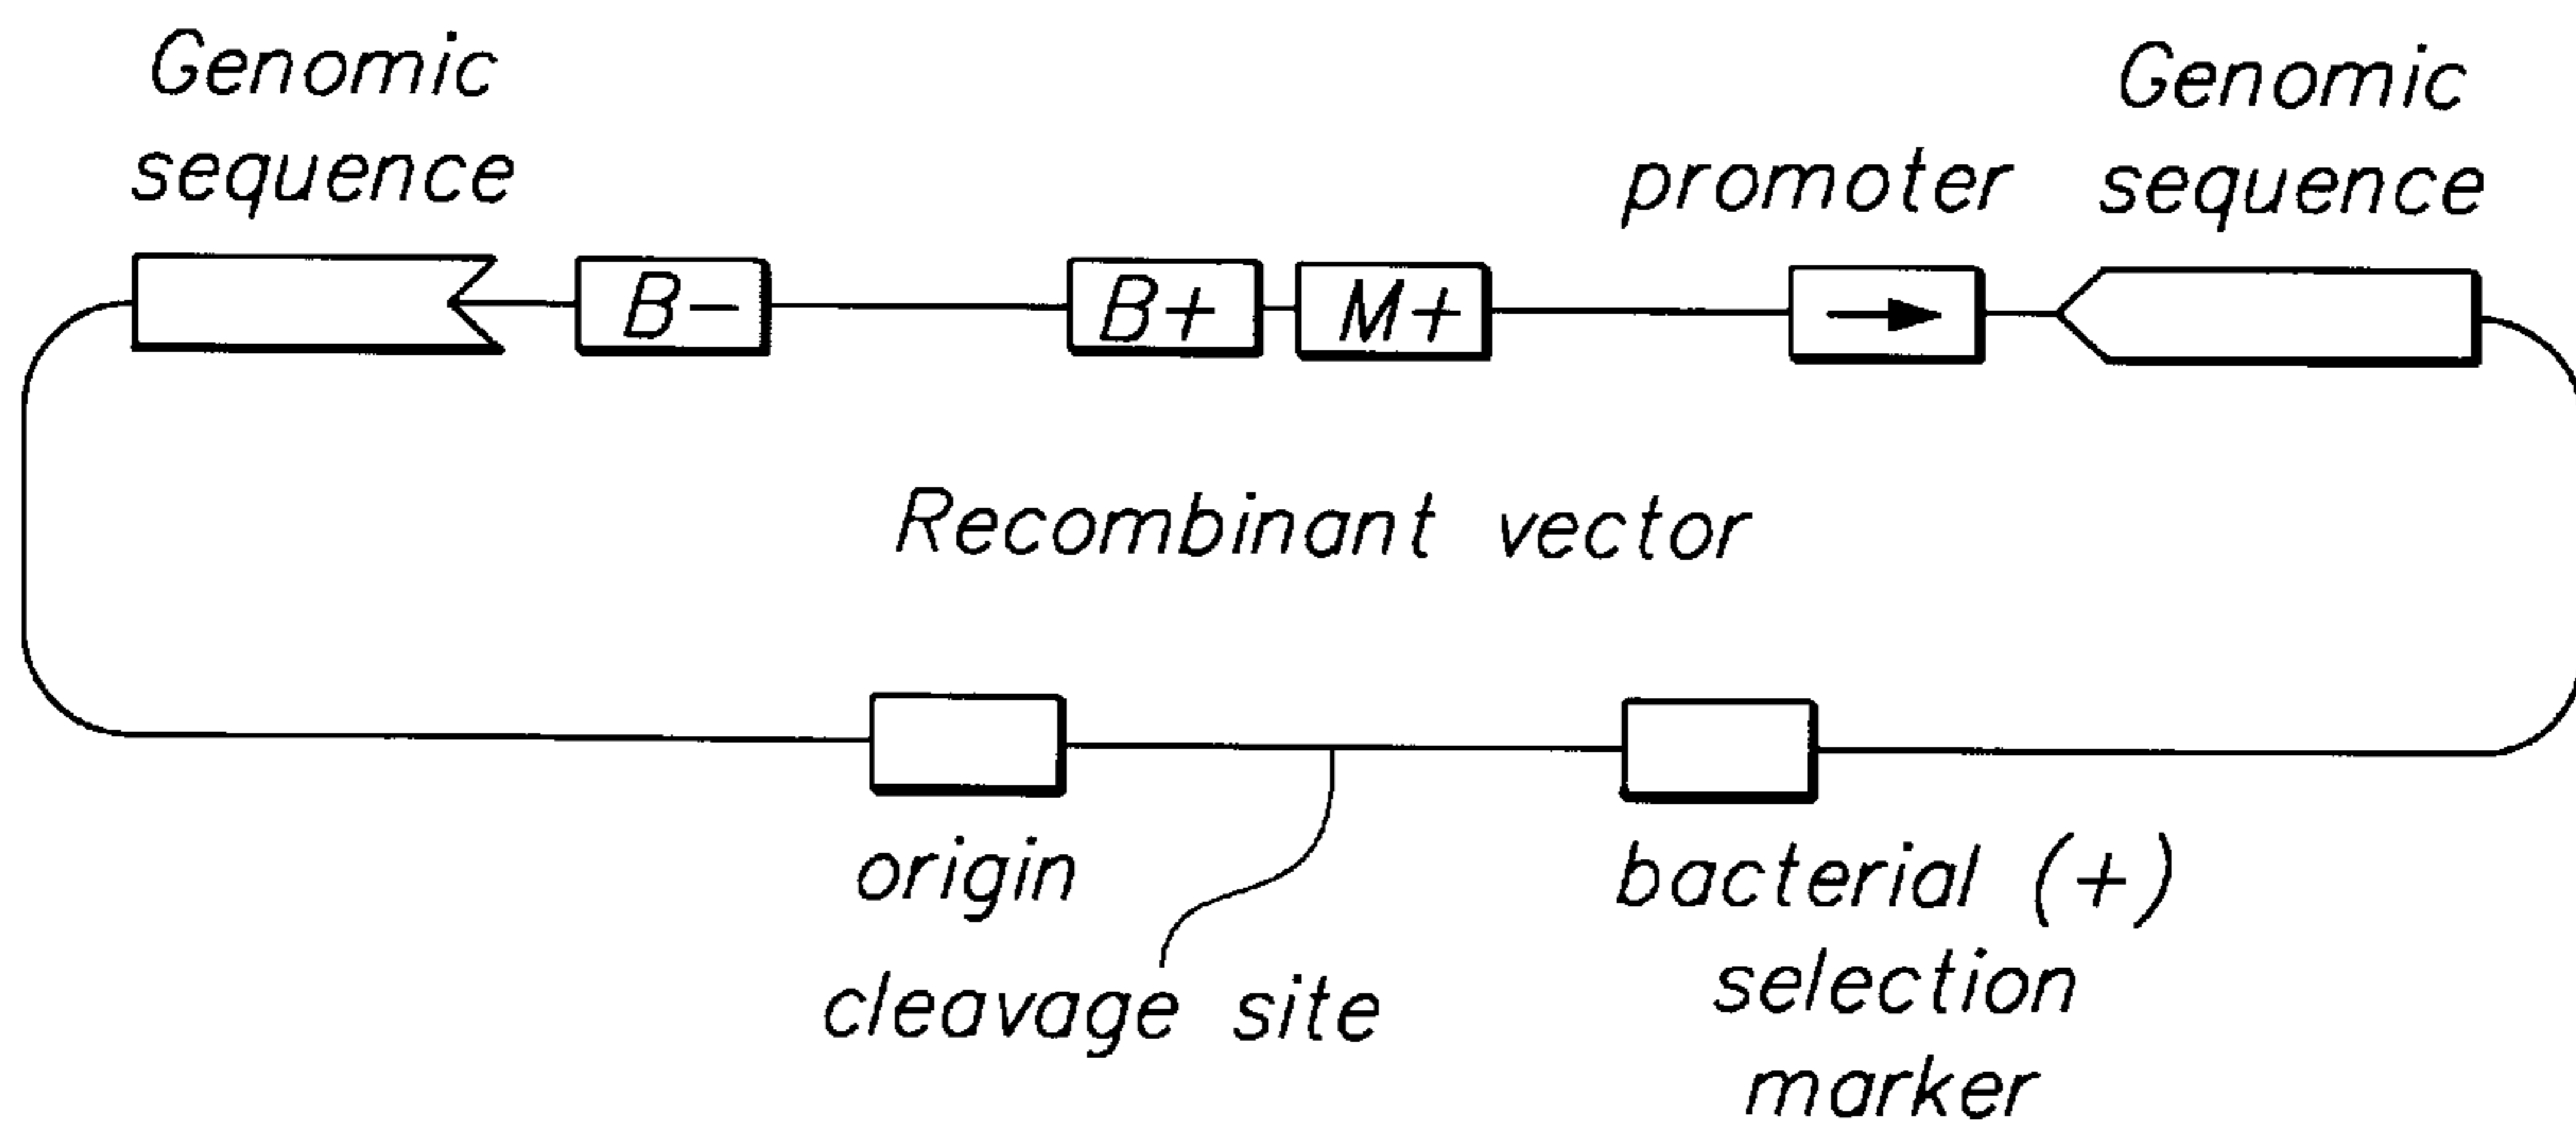 Genomic
sequence
promoter
Genomic
sequence
B-
B+
M+
Recombinant vector
origin
cleavage site
bacterial (+)
selection
marker